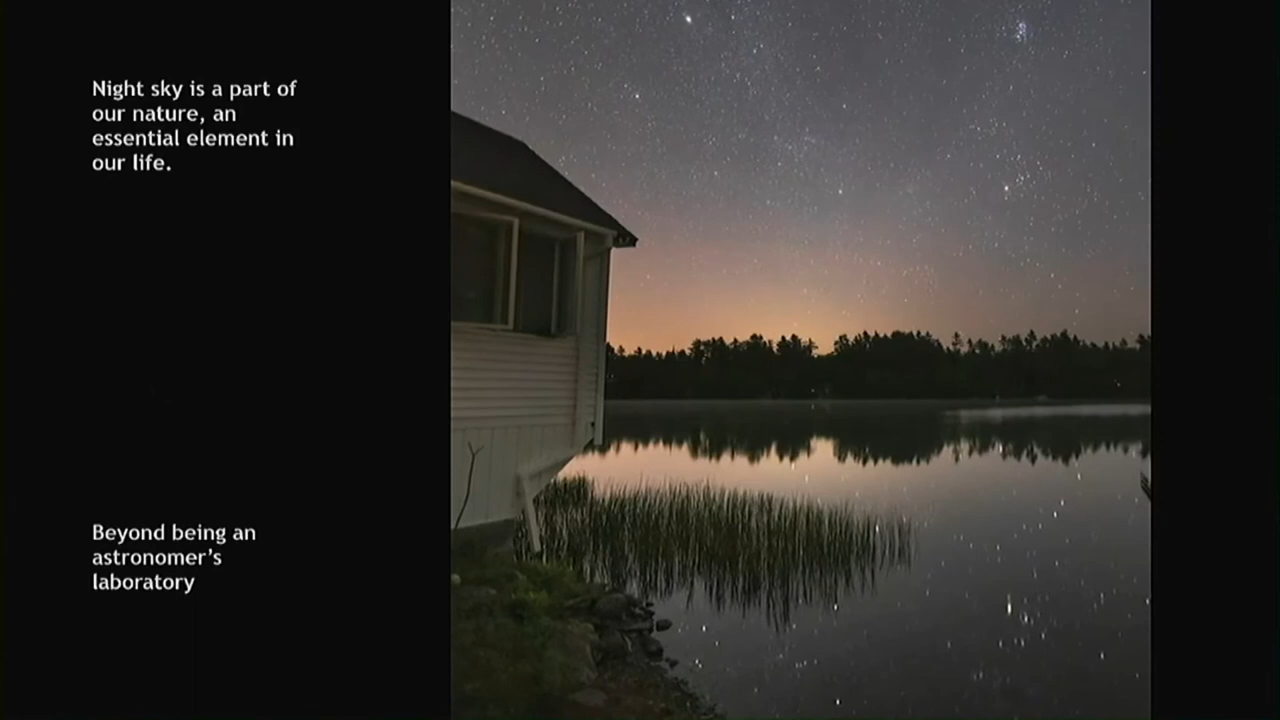 Night sky is a part of
our nature, an
essential element in
our life.
Beyond being an
astronomer’s
laboratory